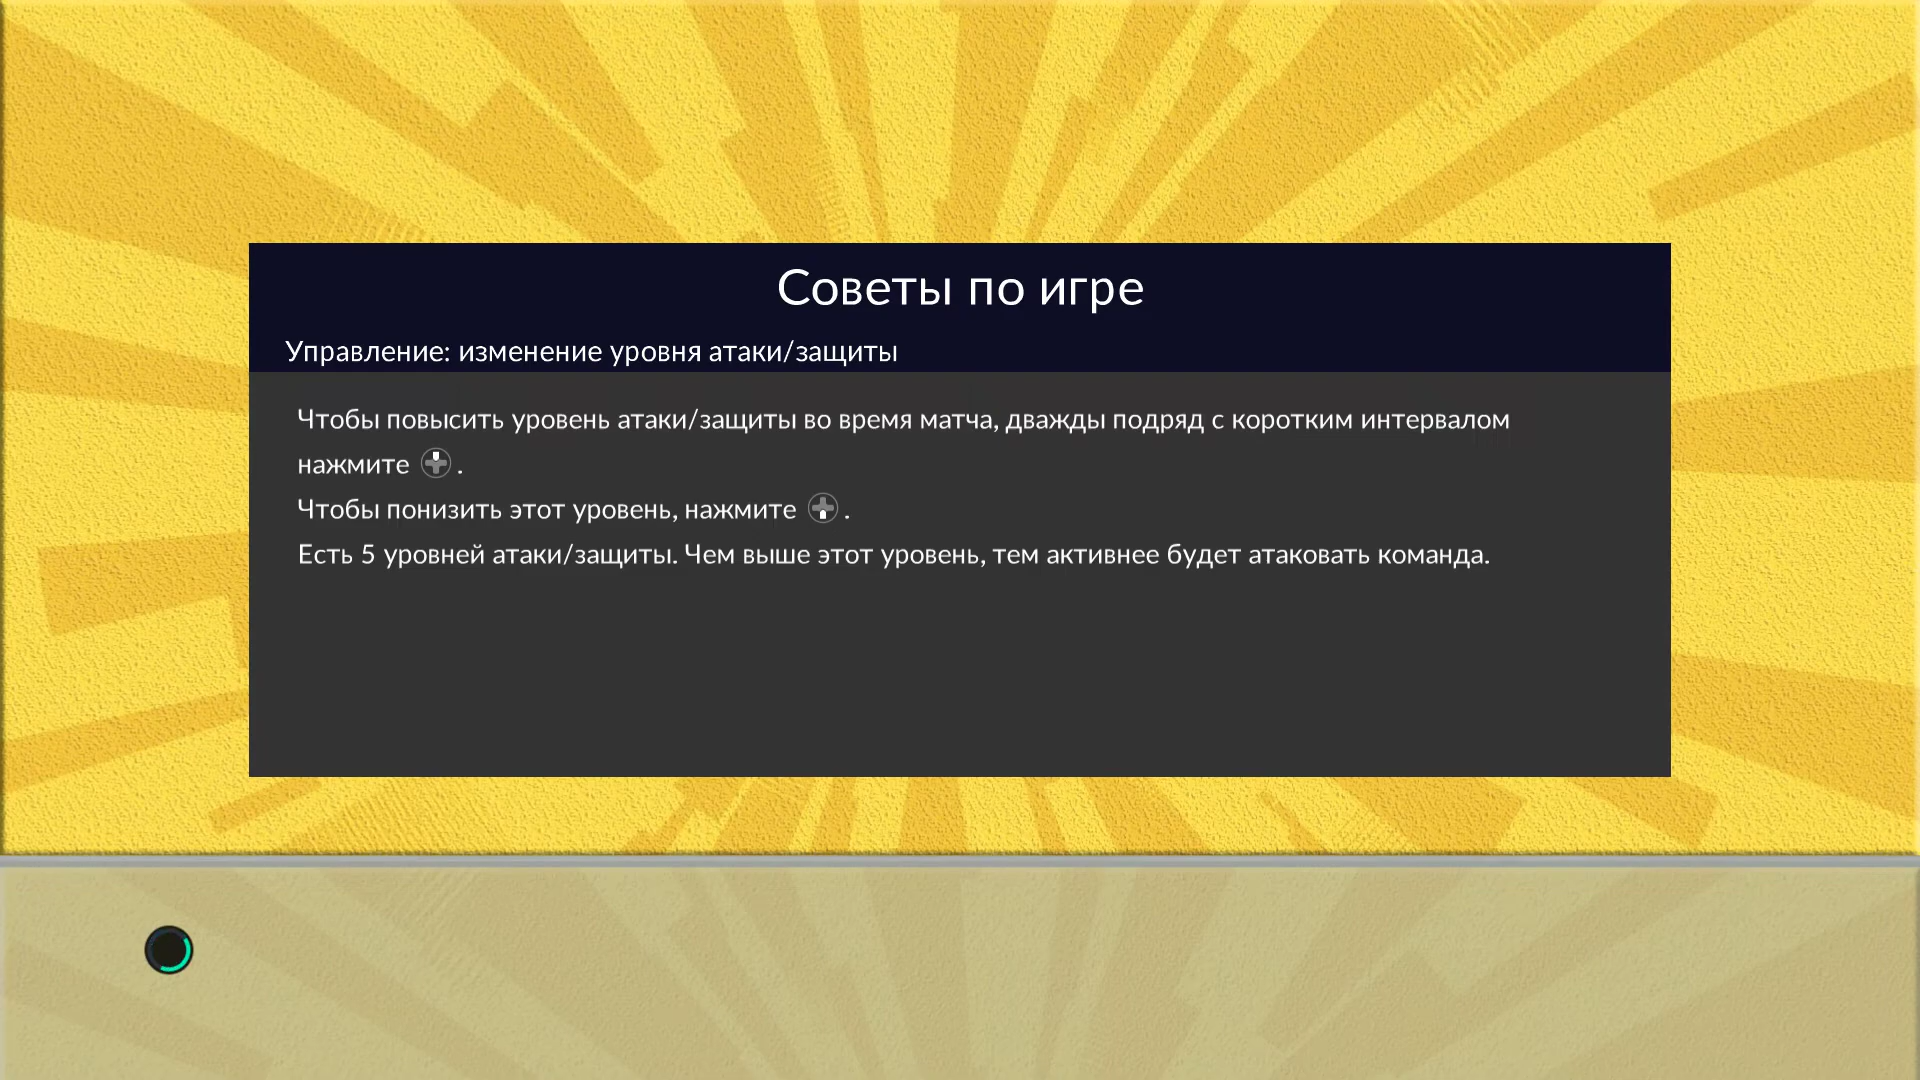 Советы по игре
Управление: изменение уровня атаки/защиты
Чтобы повысить уровень атаки/защиты во время матча, дважды подряд с коротким интервалом
нажмите .
Чтобы понизить этот уровень, нажмите .
Есть 5 уровней атаки/защиты. Чем выше этот уровень, тем активнее будет атаковать команда.